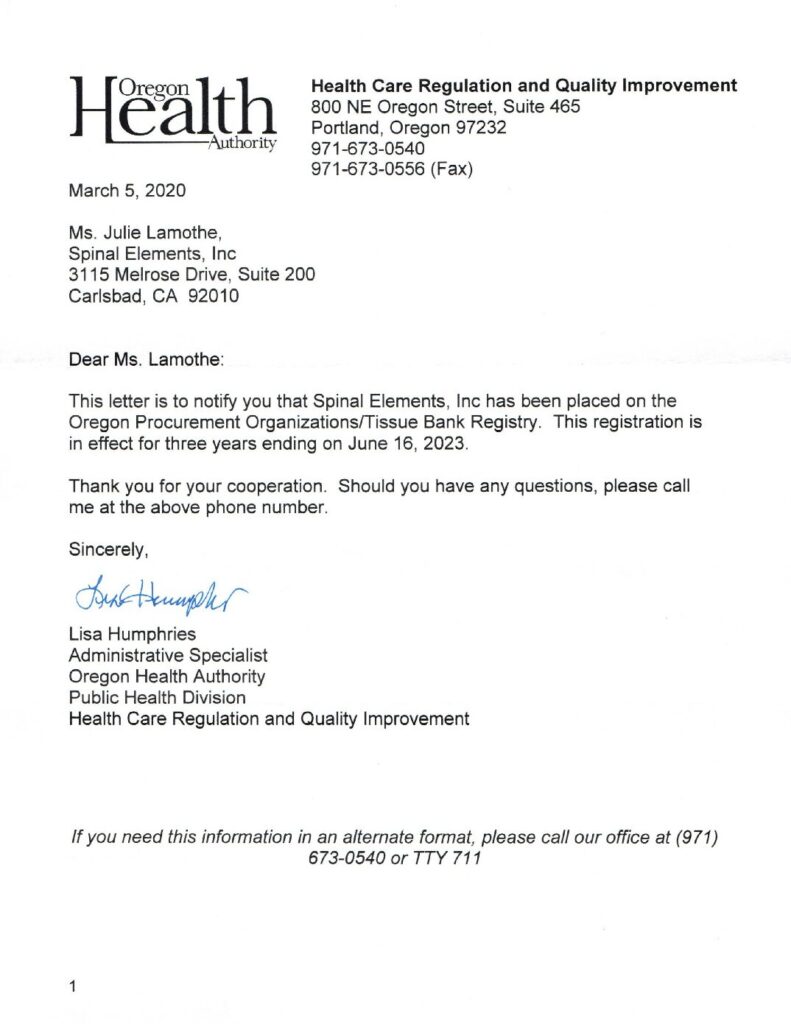 Oregon
Health
Authority
Health Care Regulation and Quality Improvement
800 NE Oregon Street, Suite 465
Portland, Oregon 97232
971-673-0540
971-673-0556 (Fax)
March 5, 2020
Ms. Julie Lamothe,
Spinal Elements, Inc
3115 Melrose Drive, Suite 200
Carlsbad, CA 92010
Dear Ms. Lamothe:
This letter is to notify you that Spinal Elements, Inc has been placed on the
Oregon Procurement Organizations/Tissue Bank Registry. This registration is
in effect for three years ending on June 16, 2023.
Thank you for your cooperation. Should you have any questions, please call
me at the above phone number.
Sincerely,
Lisa Humphries
Lisa Humphries
Administrative Specialist
Oregon Health Authority
Public Health Division
Health Care Regulation and Quality Improvement
If you need this information in an alternate format, please call our office at (971)
673-0540 or TTY 711
1